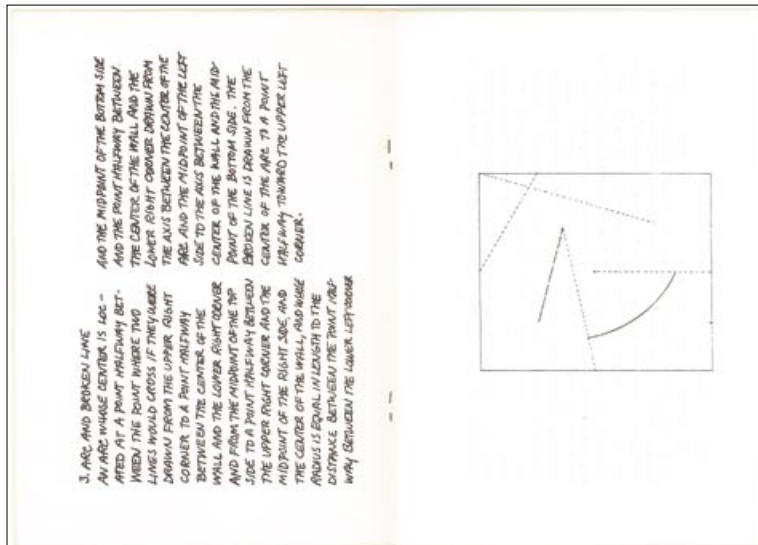 3. ARC AND BROKEN LINE
AN ARC WHOSE CENTER IS LOC-
ATED AT A POINT HALFWAY BET-
WEEN THE POINT WHERE TWO
LINES WOULD CROSS IF THEY WERE
DRAWN FROM THE UPPER RIGHT
CORNER TO A POINT HALFWAY
BETWEEN THE CENTER OF THE
WALL AND THE LOWER RIGHT CORNER
AND FROM THE MIDPOINT OF THE TOP
SIDE TO A POINT HALFWAY BETWEEN
THE UPPER RIGHT CORNER AND THE
MIDPOINT OF THE RIGHT SIDE, AND
THE CENTER OF THE WALL, AND WHOSE
RADIUS IS EQUAL IN LENGTH TO THE
DISTANCE BETWEEN THE POINT HALF-
WAY BETWEEN THE LOWER LEFT CORNER
AND THE MIDPOINT OF THE BOTTOM SIDE
AND THE POINT HALFWAY BETWEEN
THE CENTER OF THE WALL AND THE
LOWER RIGHT CORNER DRAWN FROM
THE AXIS BETWEEN THE CENTER OF THE
ARC AND THE MIDPOINT OF THE LEFT
SIDE TO THE AXIS BETWEEN THE
CENTER OF THE WALL AND THE MID-
POINT OF THE BOTTOM SIDE. THE
BROKEN LINE IS DRAWN FROM THE
CENTER OF THE ARC TO A POINT
HALFWAY TOWARD THE UPPER LEFT
CORNER.